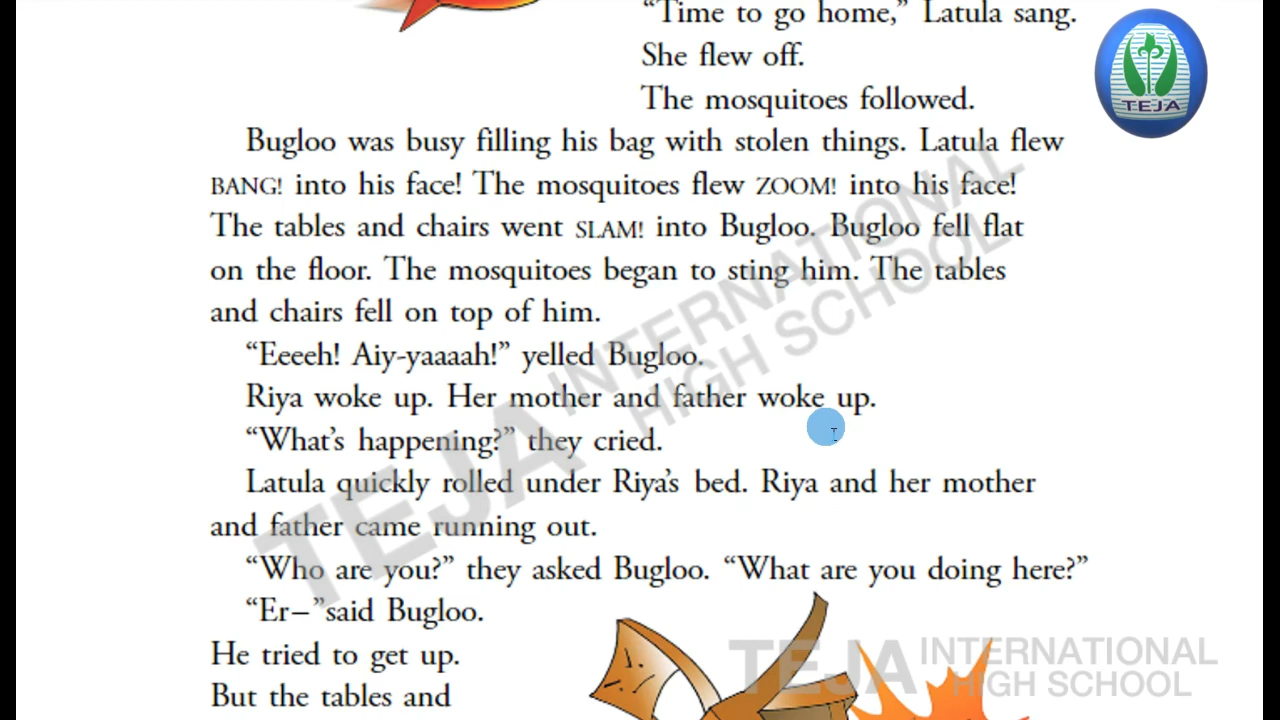 “Time to go home,” Latula sang.
She flew off.
The mosquitoes followed.
TEJA
Bugloo was busy filling his bag with stolen things. Latula flew
BANG! into his face! The mosquitoes flew ZOOM! into his face!
The tables and chairs went SLAM! into Bugloo. Bugloo fell flat
on the floor. The mosquitoes began to sting him. The tables
and chairs fell on top of him.
“Eeeeh! Aiy-yaaaah!” yelled Bugloo.
Riya woke up. Her mother and father woke up.
“What’s happening?” they cried.
Latula quickly rolled under Riya’s bed. Riya and her mother
and father came running out.
“Who are you?” they asked Bugloo. “What are you doing here?”
“Er–”said Bugloo.
He tried to get up.
But the tables and
TEJA INTERNATIONAL
HIGH SCHOOL
TEJA INTERNATIONAL
HIGH SCHOOL